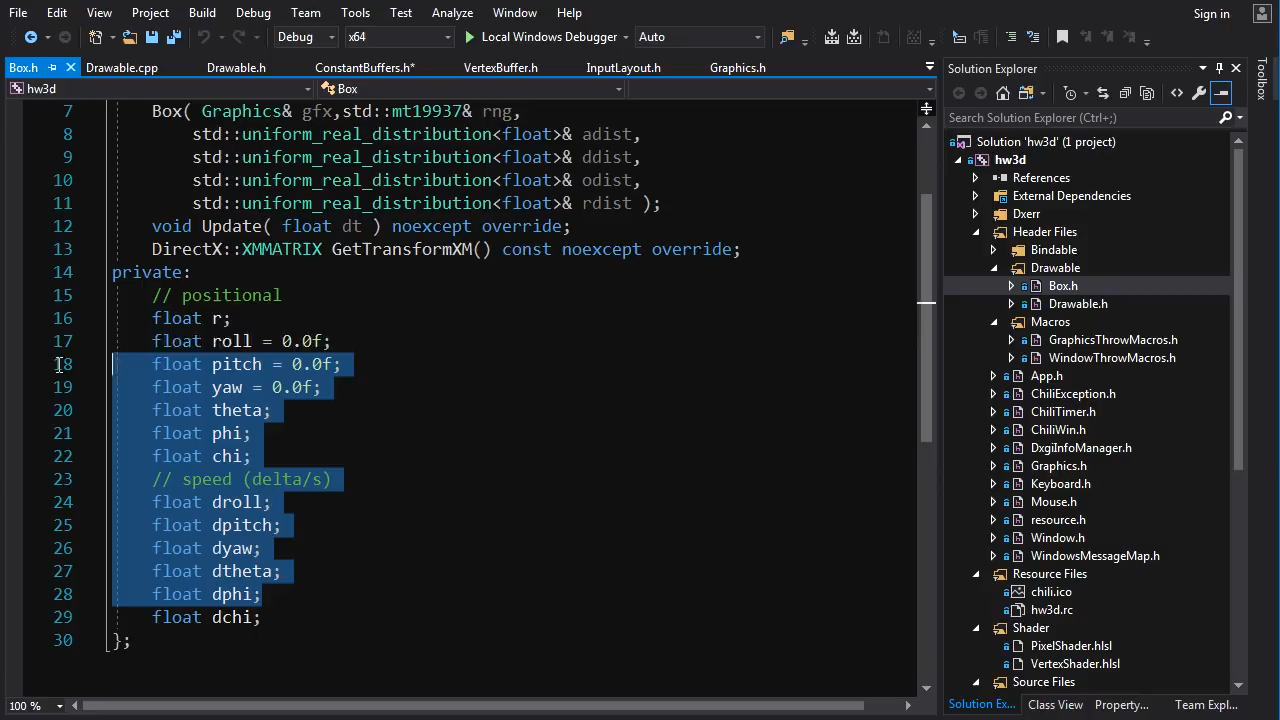 File Edit View Project Build Debug Team Tools Test Analyze Window Help Sign in
Debug x64 Local Windows Debugger Auto
Box.h Drawable.cpp Drawable.h ConstantBuffers.h* VertexBuffer.h InputLayout.h Graphics.h
hw3d Box
7 Box( Graphics& gfx,std::mt19937& rng,
8 std::uniform_real_distribution<float>& adist,
9 std::uniform_real_distribution<float>& ddist,
10 std::uniform_real_distribution<float>& odist,
11 std::uniform_real_distribution<float>& rdist );
12 void Update( float dt ) noexcept override;
13 DirectX::XMMATRIX GetTransformXM() const noexcept override;
14 private:
15 // positional
16 float r;
17 float roll = 0.0f;
18 float pitch = 0.0f;
19 float yaw = 0.0f;
20 float theta;
21 float phi;
22 float chi;
23 // speed (delta/s)
24 float droll;
25 float dpitch;
26 float dyaw;
27 float dtheta;
28 float dphi;
29 float dchi;
30 };
100 %
Solution Explorer
Search Solution Explorer (Ctrl+;)
Solution 'hw3d' (1 project)
hw3d
References
External Dependencies
Dxerr
Header Files
Bindable
Drawable
Box.h
Drawable.h
Macros
GraphicsThrowMacros.h
WindowThrowMacros.h
App.h
ChiliException.h
ChiliTimer.h
ChiliWin.h
DxgiInfoManager.h
Graphics.h
Keyboard.h
Mouse.h
resource.h
Window.h
WindowsMessageMap.h
Resource Files
chili.ico
hw3d.rc
Shader
PixelShader.hlsl
VertexShader.hlsl
Source Files
Solution Ex... Class View Property... Team Expl...
Toolbox